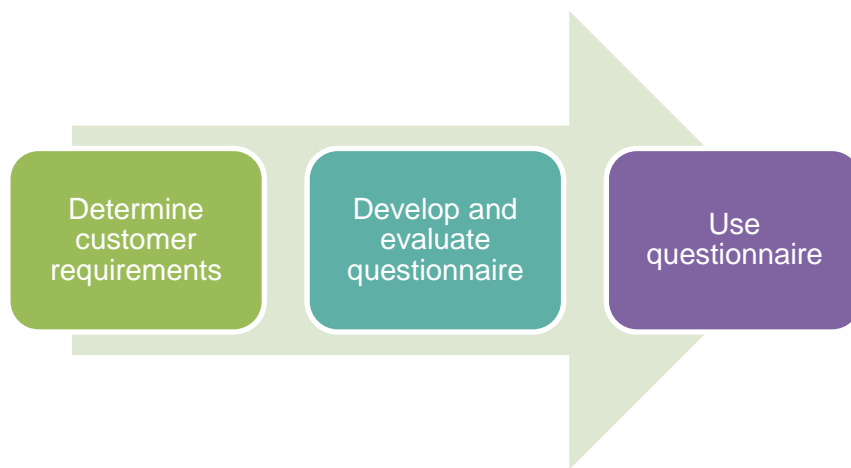 Determine
customer
requirements
Develop and
evaluate
questionnaire
Use
questionnaire